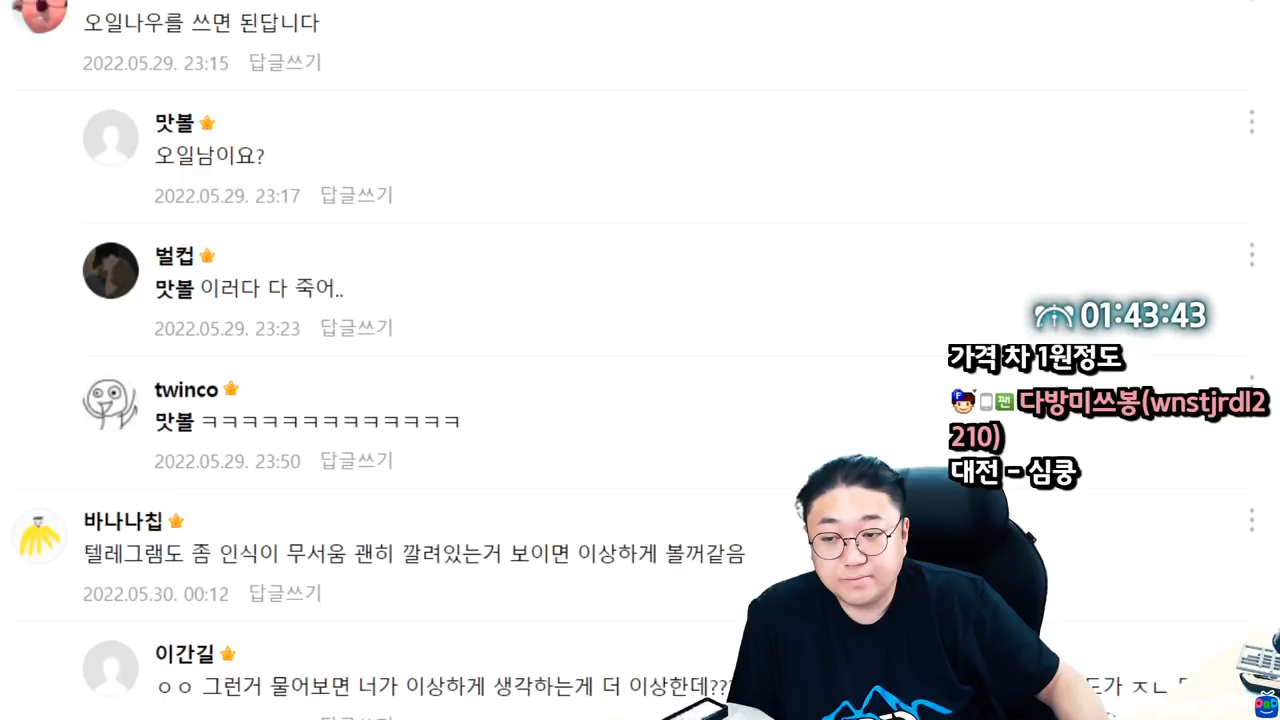 오일나우를 쓰면 된답니다
2022.05.29. 23:15 답글쓰기
맛볼
오일남이요?
2022.05.29. 23:17 답글쓰기
벌컵
맛볼 이러다 다 죽어..
2022.05.29. 23:23 답글쓰기
twinco
맛볼 ㅋㅋㅋㅋㅋㅋㅋㅋㅋㅋㅋㅋㅋ
2022.05.29. 23:50 답글쓰기
바나나칩
텔레그램도 좀 인식이 무서움 괜히 깔려있는거 보이면 이상하게 볼꺼같음
2022.05.30. 00:12 답글쓰기
이간길
ㅇㅇ 그런거 물어보면 너가 이상하게 생각하는게 더 이상한데??
01:43:43
가격 차 1원정도
다방미쓰봉(wnstjrdl2
210)
대전 - 심쿵